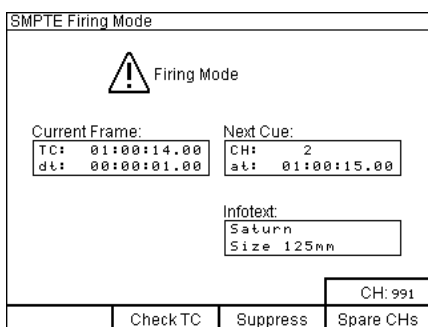 SMPTE Firing Mode
Firing Mode
Current Frame:
TC: 01:00:14.00
dt: 00:00:01.00
Next Cue:
CH: 2
at: 01:00:15.00
Infotext:
Saturn
Size 125mm
CH: 991
Check TC Suppress Spare CHs